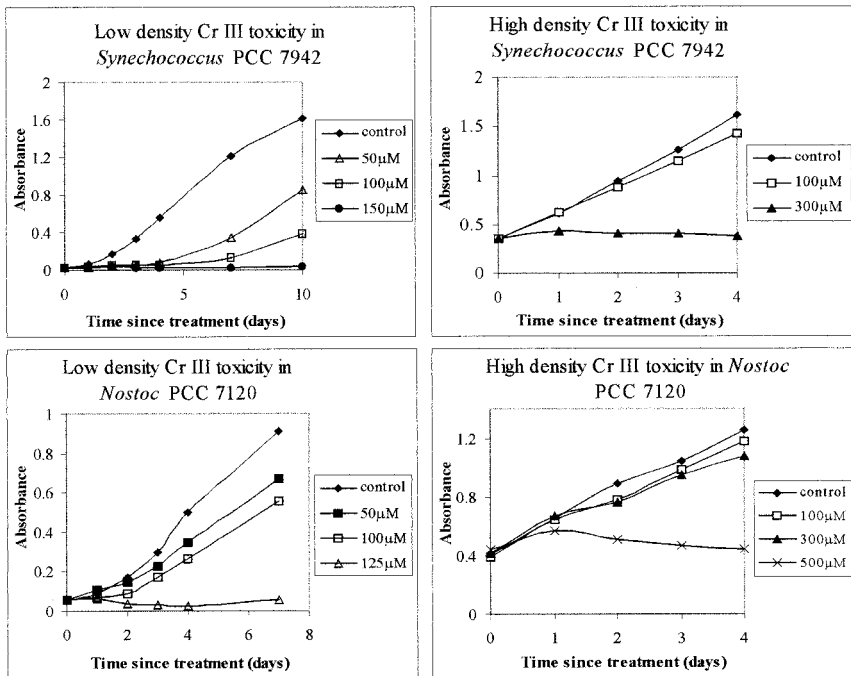 Low density Cr III toxicity in
Synechococcus PCC 7942
2
1.6
1.2
0.8
0.4
0
Absorbance
0 5 10
Time since treatment (days)
control
50µM
100µM
150µM
High density Cr III toxicity in
Synechococcus PCC 7942
2
1.5
1
0.5
0
Absorbance
0 1 2 3 4
Time since treatment (days)
control
100µM
300µM
Low density Cr III toxicity in
Nostoc PCC 7120
1
0.8
0.6
0.4
0.2
0
Absorbance
0 2 4 6 8
Time since treatment (days)
control
50µM
100µM
125µM
High density Cr III toxicity in Nostoc
PCC 7120
1.2
0.8
0.4
0
Absorbance
0 1 2 3 4
Time since treatment (days)
control
100µM
300µM
500µM